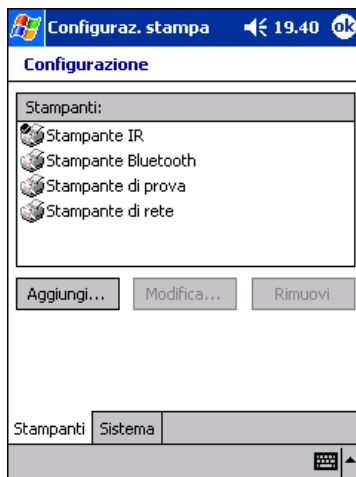 Configuraz. stampa 19.40 ok
Configurazione
Stampanti:
Stampante IR
Stampante Bluetooth
Stampante di prova
Stampante di rete
Aggiungi... Modifica... Rimuovi
Stampanti Sistema